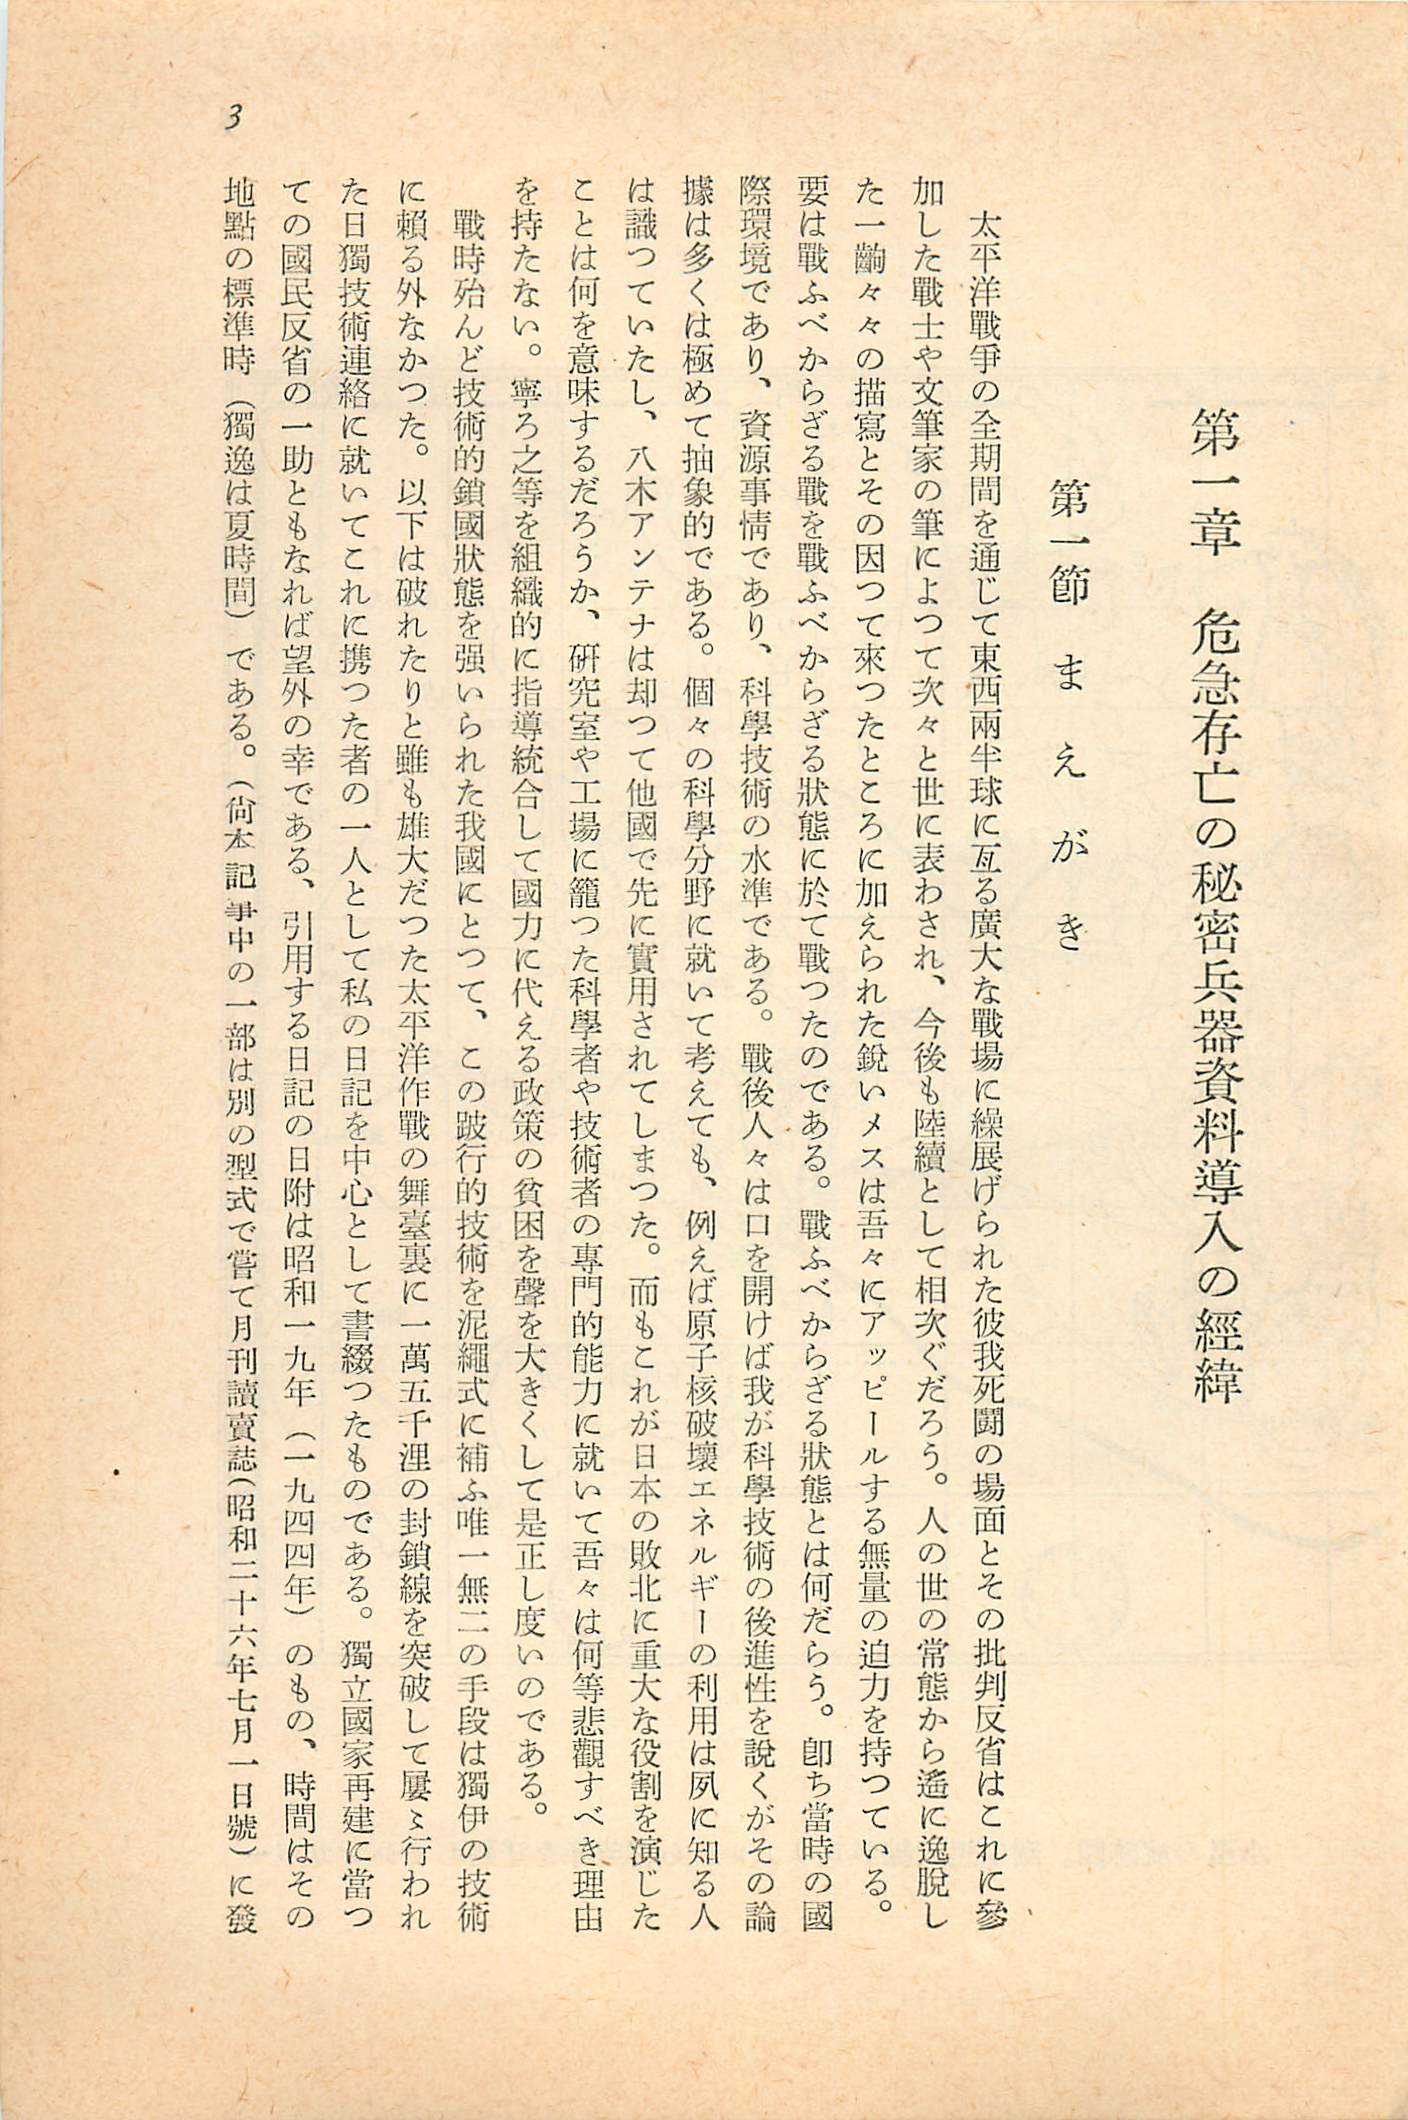 第一章　危急存亡の秘密兵器資料導入の經緯
第一節　まえがき
太平洋戰爭の全期間を通じて東西兩半球に亙る廣大な戰場に繰展げられた彼我死闘の場面とその批判反省はこれに參
加した戰士や文筆家の筆によつて次々と世に表わされ、今後も陸續として相次ぐだろう。人の世の常態から遙に逸脱し
た一齣々々の描寫とその因つて來つたところに加えられた銳いメスは吾々にアッピールする無量の迫力を持つている。
要は戰ふべからざる戰を戰ふべからざる狀態に於て戰つたのである。戰ふべからざる狀態とは何だらう。卽ち當時の國
際環境であり、資源事情であり、科學技術の水準である。戰後人々は口を開けば我が科學技術の後進性を說くがその論
據は多くは極めて抽象的である。個々の科學分野に就いて考えても、例えば原子核破壞エネルギーの利用は夙に知る人
は識つていたし、八木アンテナは却つて他國で先に實用されてしまつた。而もこれが日本の敗北に重大な役割を演じた
ことは何を意味するだろうか、硏究室や工場に籠つた科學者や技術者の專門的能力に就いて吾々は何等悲觀すべき理由
を持たない。寧ろ之等を組織的に指導統合して國力に代える政策の貧困を聲を大きくして是正し度いのである。
戰時殆んど技術的鎖國狀態を强いられた我國にとつて、この跛行的技術を泥繩式に補ふ唯一無二の手段は獨伊の技術
に賴る外なかつた。以下は破れたりと雖も雄大だつた太平洋作戰の舞臺裏に一萬五千浬の封鎖線を突破して屢〻行われ
た日獨技術連絡に就いてこれに携つた者の一人として私の日記を中心として書綴つたものである。獨立國家再建に當つ
ての國民反省の一助ともなれば望外の幸である、引用する日記の日附は昭和一九年（一九四四年）のもの、時間はその
地點の標準時（獨逸は夏時間）である。（尙本記事中の一部は別の型式で嘗て月刊讀賣誌（昭和二十六年七月一日號）に發
3